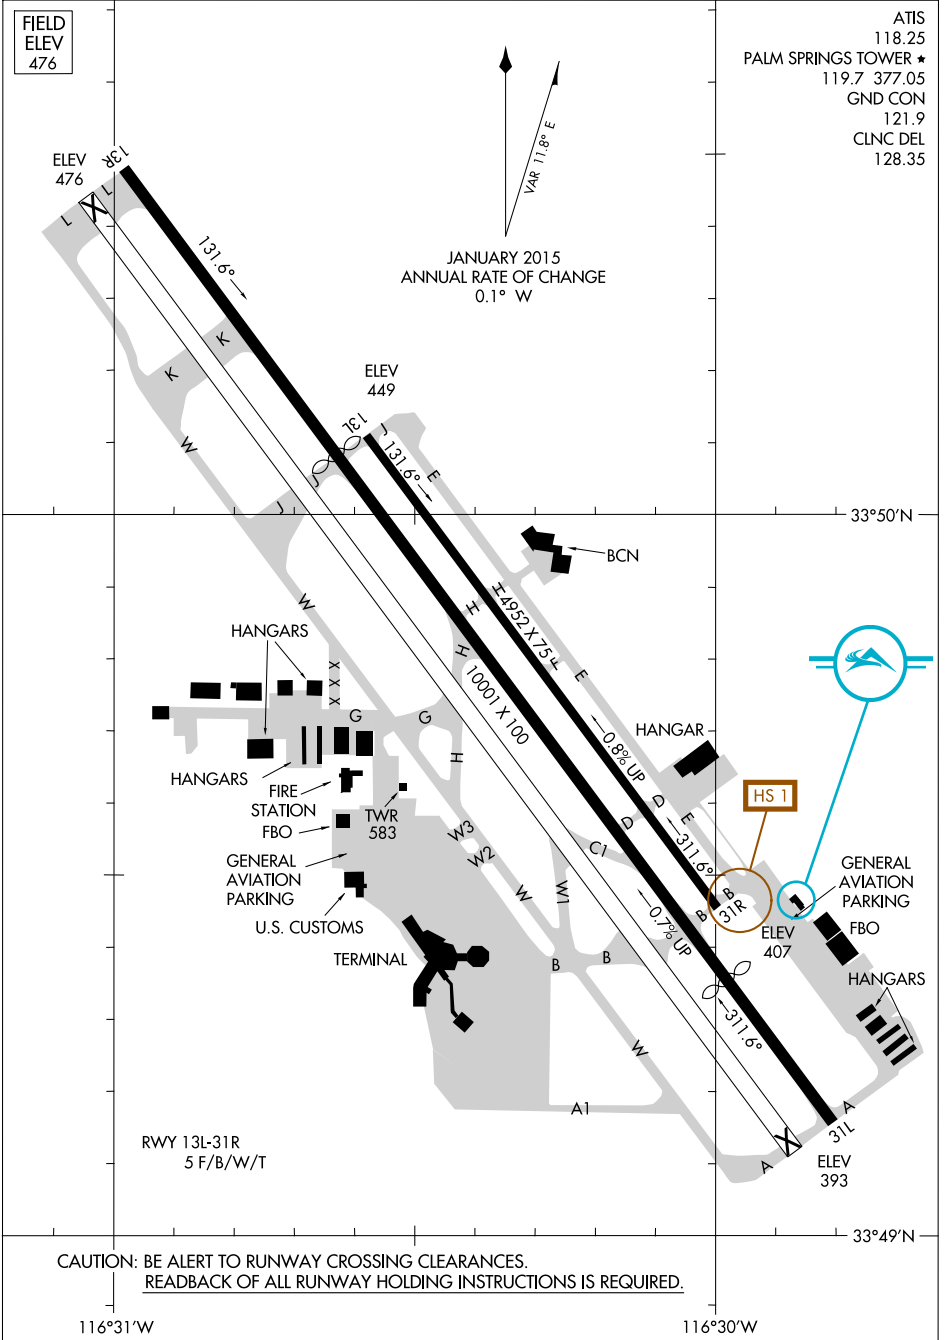 FIELD
ELEV
476
ATIS
118.25
PALM SPRINGS TOWER ★
119.7 377.05
GND CON
121.9
CLNC DEL
128.35
VAR 11.8° E
JANUARY 2015
ANNUAL RATE OF CHANGE
0.1° W
ELEV
476
13R
L
L
X
131.6°
K
K
ELEV
449
13L
J
131.6°
E
W
J
J
33°50'N
BCN
H
4952 X 75
F
E
H
W
HANGARS
X
X
X
H
10001 X 100
G
G
H
HANGAR
0.8% UP
HANGARS
FIRE
STATION
FBO
TWR
583
D
E
D
HS 1
311.6°
W3
W2
C1
GENERAL
AVIATION
PARKING
GENERAL
AVIATION
PARKING
W
W1
B
B
31R
U.S. CUSTOMS
0.7% UP
ELEV
407
FBO
TERMINAL
B
B
HANGARS
311.6°
W
A1
A
31L
RWY 13L-31R
5 F/B/W/T
X
A
ELEV
393
33°49'N
CAUTION: BE ALERT TO RUNWAY CROSSING CLEARANCES.
READBACK OF ALL RUNWAY HOLDING INSTRUCTIONS IS REQUIRED.
116°31'W
116°30'W